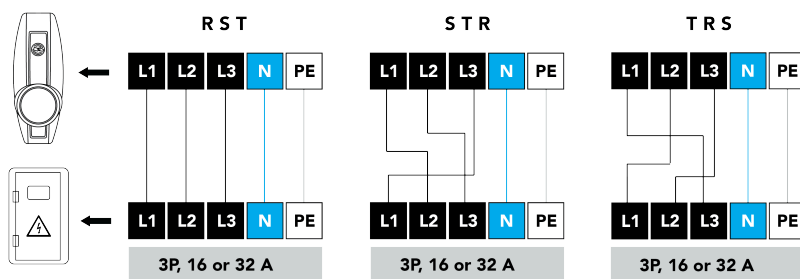 R S T S T R T R S
L1 L2 L3 N PE L1 L2 L3 N PE L1 L2 L3 N PE
L1 L2 L3 N PE L1 L2 L3 N PE L1 L2 L3 N PE
3P, 16 or 32 A 3P, 16 or 32 A 3P, 16 or 32 A